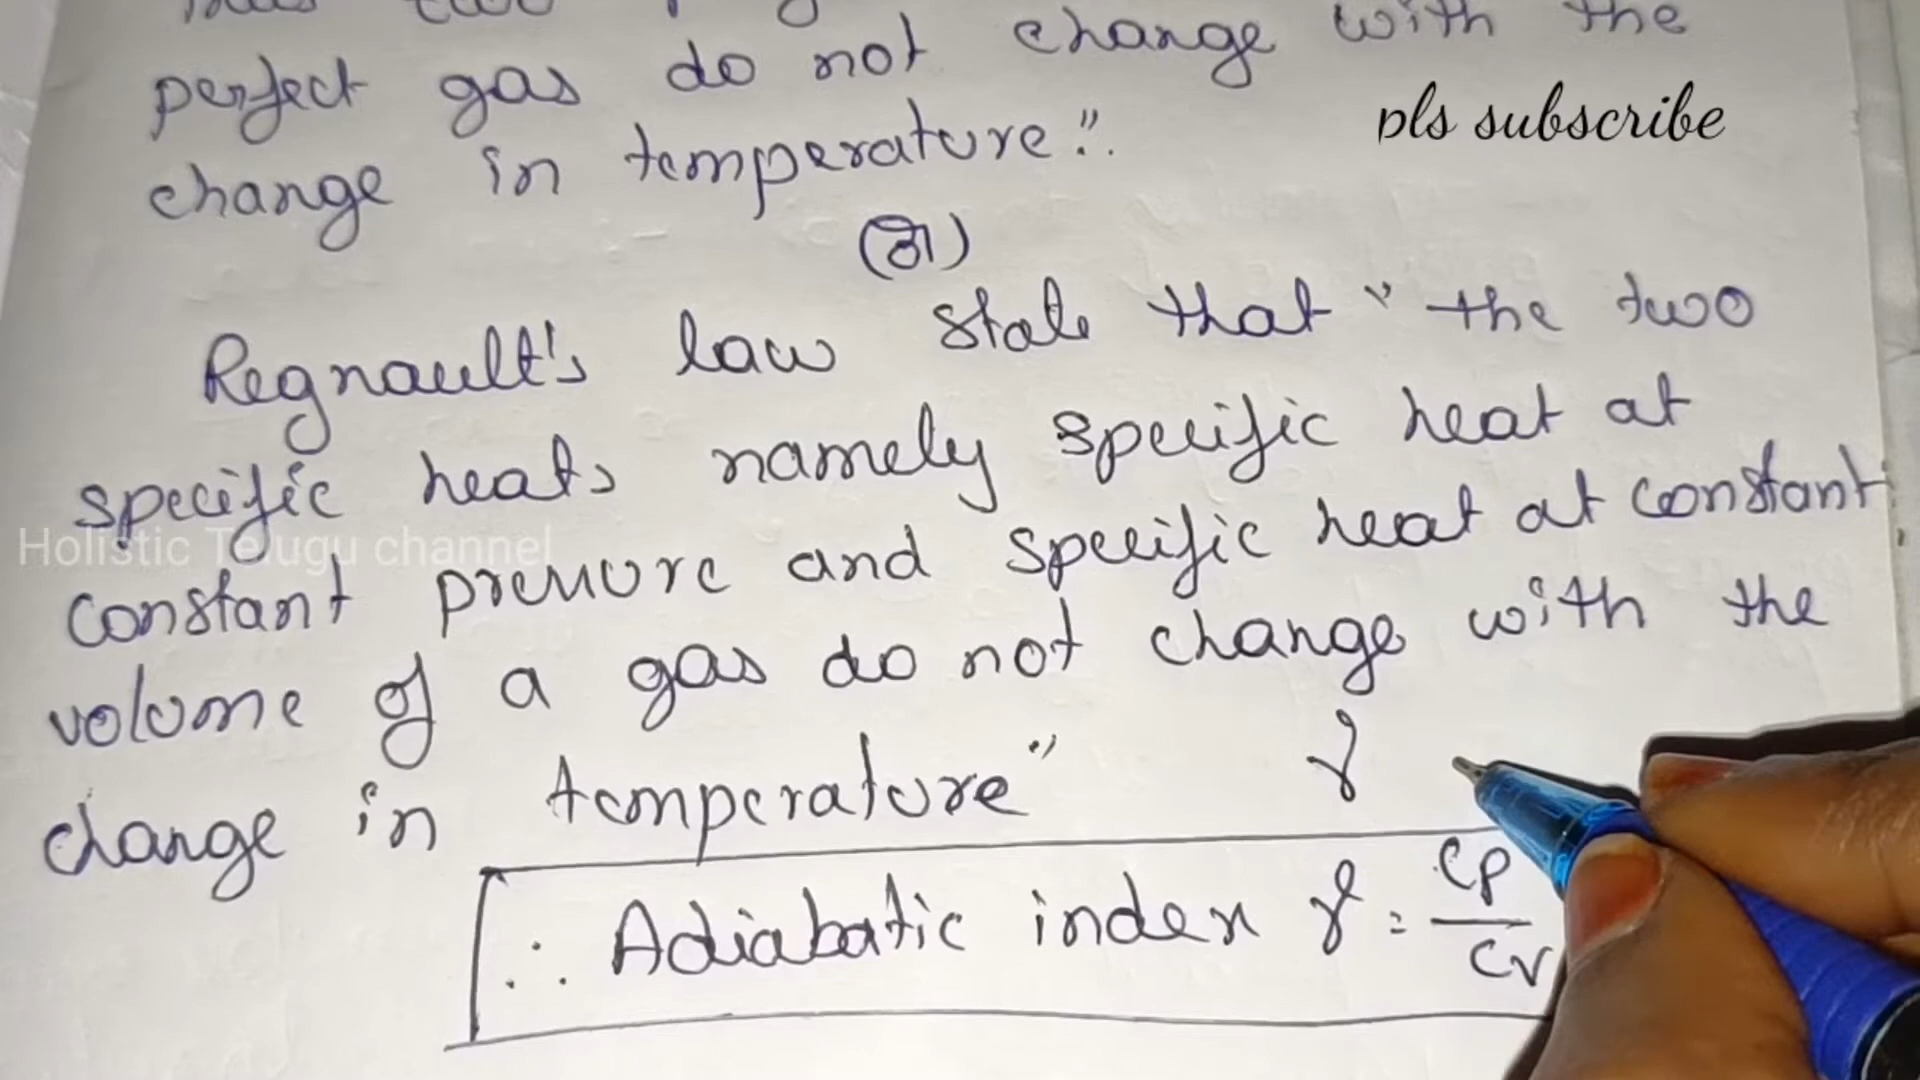 perfect gas do not change with the
pls subscribe
change in temperature".
Regnault's law state that "the two
specific heats namely specific heat at
Holistic Telugu channel
constant pressure and specific heat at constant
volume of a gas do not change with the
change in temperature"
γ
∴ Adiabatic index γ = Cp/Cv